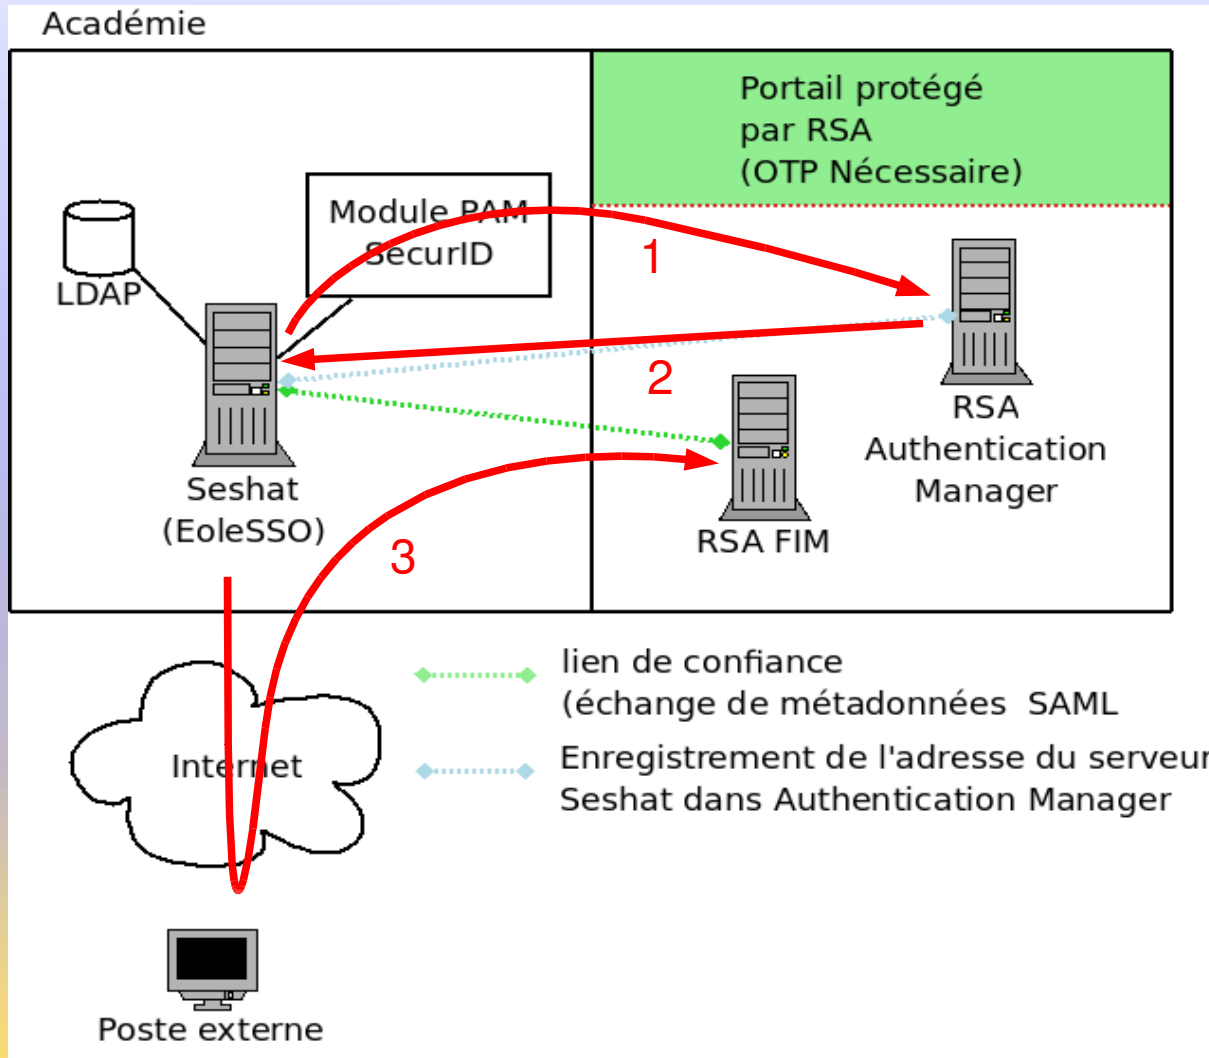 Académie
Portail protégé
par RSA
(OTP Nécessaire)
Module PAM
SecurID
1
LDAP
2
RSA
Authentication
Manager
Seshat
(EoleSSO)
RSA FIM
3
lien de confiance
(échange de métadonnées SAML
Internet
Enregistrement de l'adresse du serveur
Seshat dans Authentication Manager
Poste externe